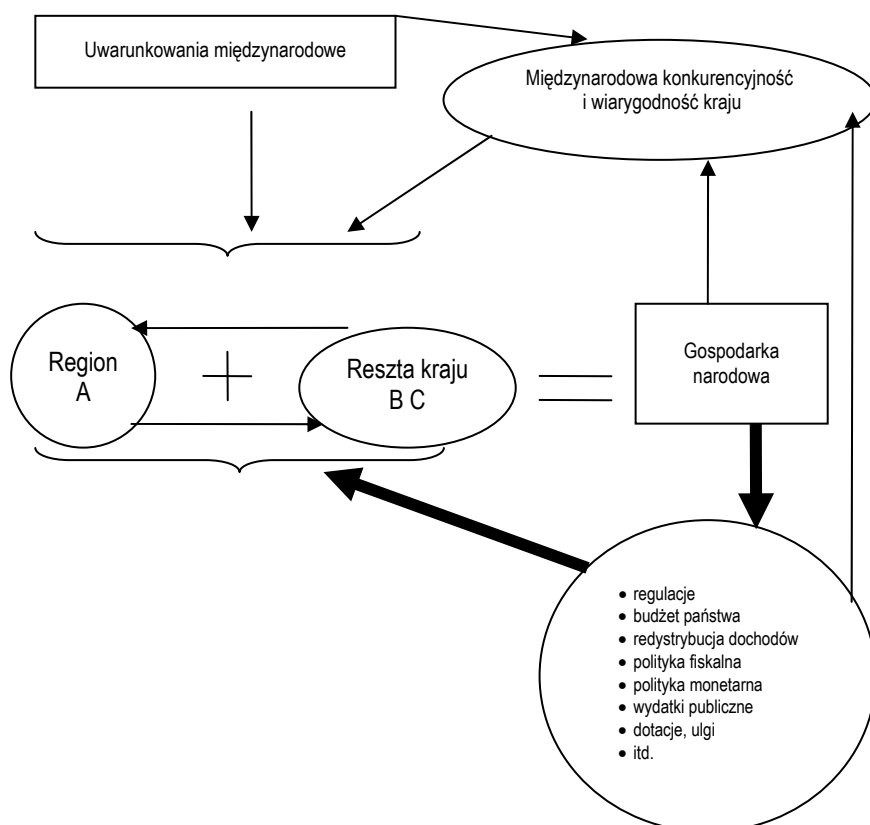 Uwarunkowania międzynarodowe
Międzynarodowa konkurencyjność
i wiarygodność kraju
Region
A
Reszta kraju
B C
Gospodarka
narodowa
• regulacje
• budżet państwa
• redystrybucja dochodów
• polityka fiskalna
• polityka monetarna
• wydatki publiczne
• dotacje, ulgi
• itd.